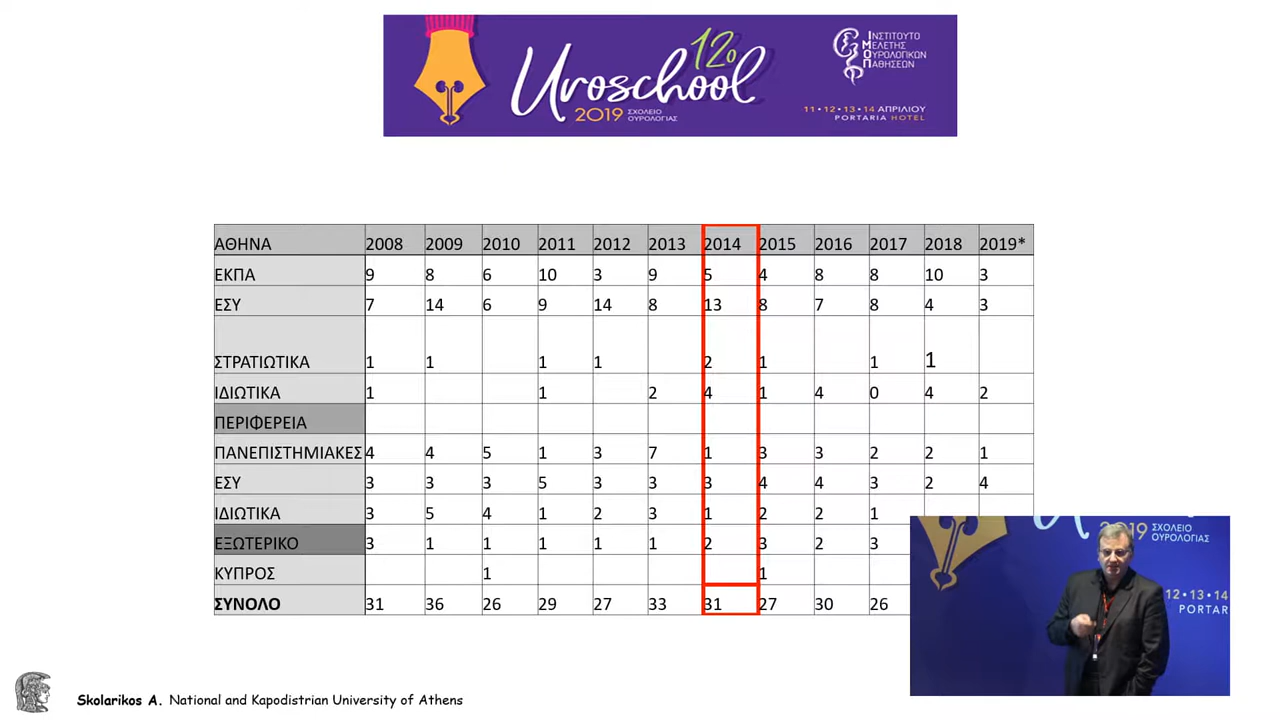 12ο
Uroschool
2019 ΣΧΟΛΕΙΟ
ΟΥΡΟΛΟΓΙΑΣ
ΙΝΣΤΙΤΟΥΤΟ
ΜΕΛΕΤΗΣ
ΟΥΡΟΛΟΓΙΚΩΝ
ΠΑΘΗΣΕΩΝ
11 • 12 • 13 • 14 ΑΠΡΙΛΙΟΥ
PORTARIA HOTEL
ΑΘΗΝΑ 2008 2009 2010 2011 2012 2013 2014 2015 2016 2017 2018 2019*
ΕΚΠΑ 9 8 6 10 3 9 5 4 8 8 10 3
ΕΣΥ 7 14 6 9 14 8 13 8 7 8 4 3
ΣΤΡΑΤΙΩΤΙΚΑ 1 1 1 1 2 1 1 1
ΙΔΙΩΤΙΚΑ 1 1 2 4 1 4 0 4 2
ΠΕΡΙΦΕΡΕΙΑ
ΠΑΝΕΠΙΣΤΗΜΙΑΚΕΣ 4 4 5 1 3 7 1 3 3 2 2 1
ΕΣΥ 3 3 3 5 3 3 3 4 4 3 2 4
ΙΔΙΩΤΙΚΑ 3 5 4 1 2 3 1 2 2 1
ΕΞΩΤΕΡΙΚΟ 3 1 1 1 1 1 2 3 2 3
ΚΥΠΡΟΣ 1 1
ΣΥΝΟΛΟ 31 36 26 29 27 33 31 27 30 26
2019 ΣΧΟΛΕΙΟ
ΟΥΡΟΛΟΓΙΑΣ
12 • 13 • 14
PORTAR
Skolarikos A. National and Kapodistrian University of Athens